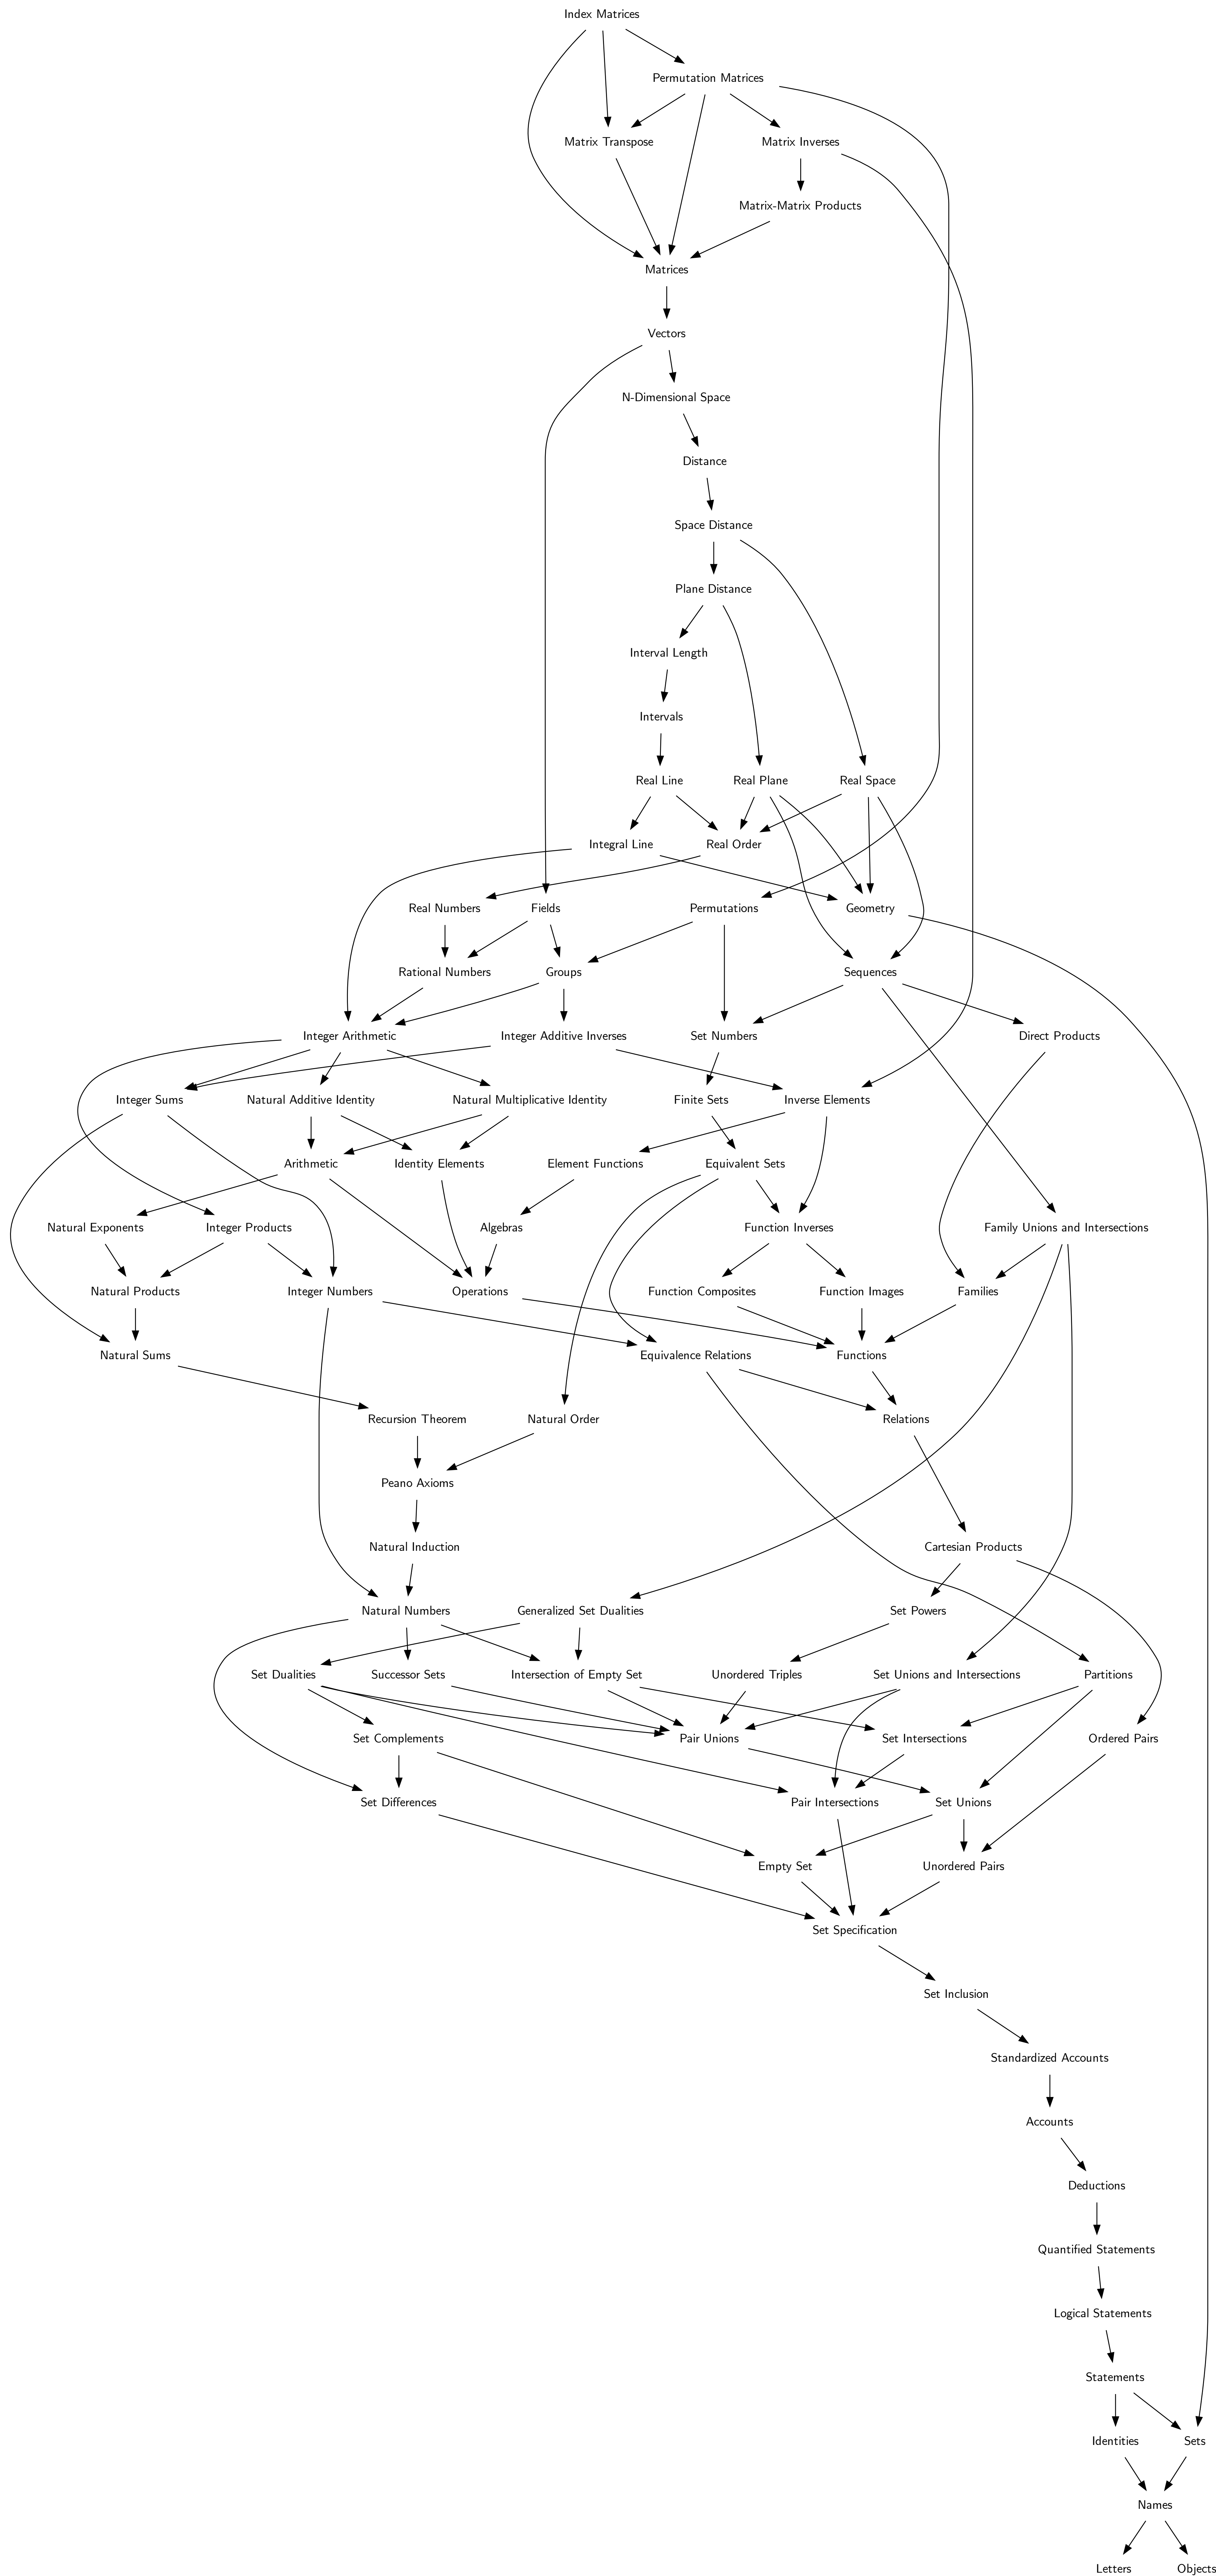 Index Matrices
Permutation Matrices
Matrix Transpose
Matrix Inverses
Matrix-Matrix Products
Matrices
Vectors
N-Dimensional Space
Distance
Space Distance
Plane Distance
Interval Length
Intervals
Real Line
Real Plane
Real Space
Integral Line
Real Order
Real Numbers
Fields
Permutations
Geometry
Rational Numbers
Groups
Sequences
Integer Arithmetic
Integer Additive Inverses
Set Numbers
Direct Products
Integer Sums
Natural Additive Identity
Natural Multiplicative Identity
Finite Sets
Inverse Elements
Arithmetic
Identity Elements
Element Functions
Equivalent Sets
Natural Exponents
Integer Products
Algebras
Function Inverses
Family Unions and Intersections
Natural Products
Integer Numbers
Operations
Function Composites
Function Images
Families
Natural Sums
Equivalence Relations
Functions
Recursion Theorem
Natural Order
Relations
Peano Axioms
Natural Induction
Cartesian Products
Natural Numbers
Generalized Set Dualities
Set Powers
Set Dualities
Successor Sets
Intersection of Empty Set
Unordered Triples
Set Unions and Intersections
Partitions
Set Complements
Pair Unions
Set Intersections
Ordered Pairs
Set Differences
Pair Intersections
Set Unions
Empty Set
Unordered Pairs
Set Specification
Set Inclusion
Standardized Accounts
Accounts
Deductions
Quantified Statements
Logical Statements
Statements
Identities
Sets
Names
Letters
Objects